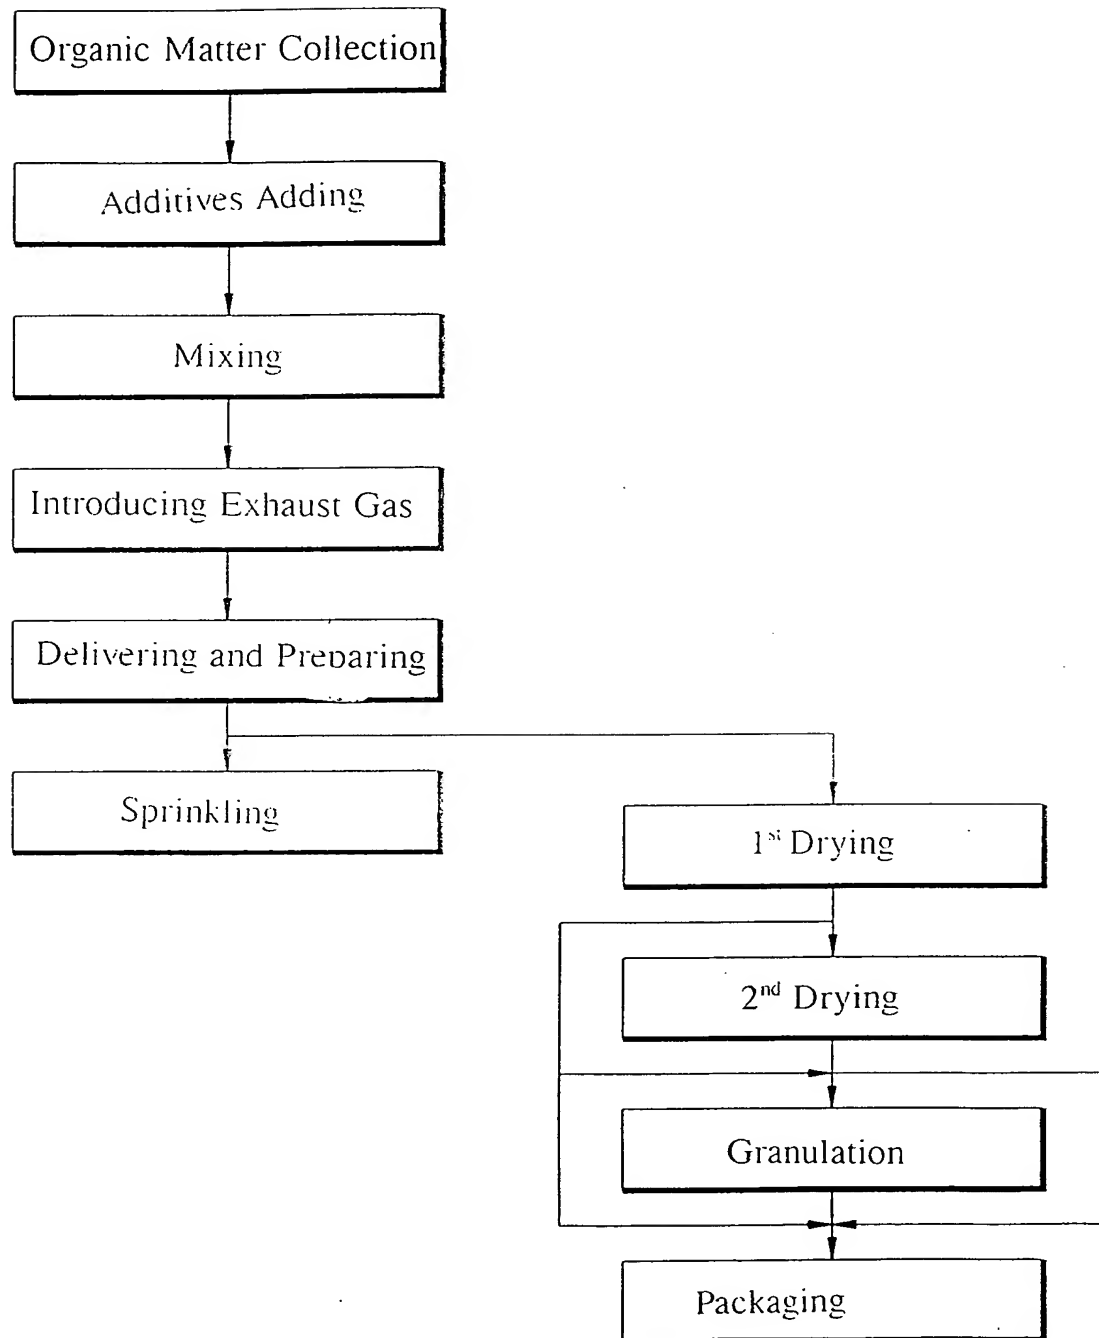 Organic Matter Collection
Additives Adding
Mixing
Introducing Exhaust Gas
Delivering and Preparing
Sprinkling
1st Drying
2nd Drying
Granulation
Packaging